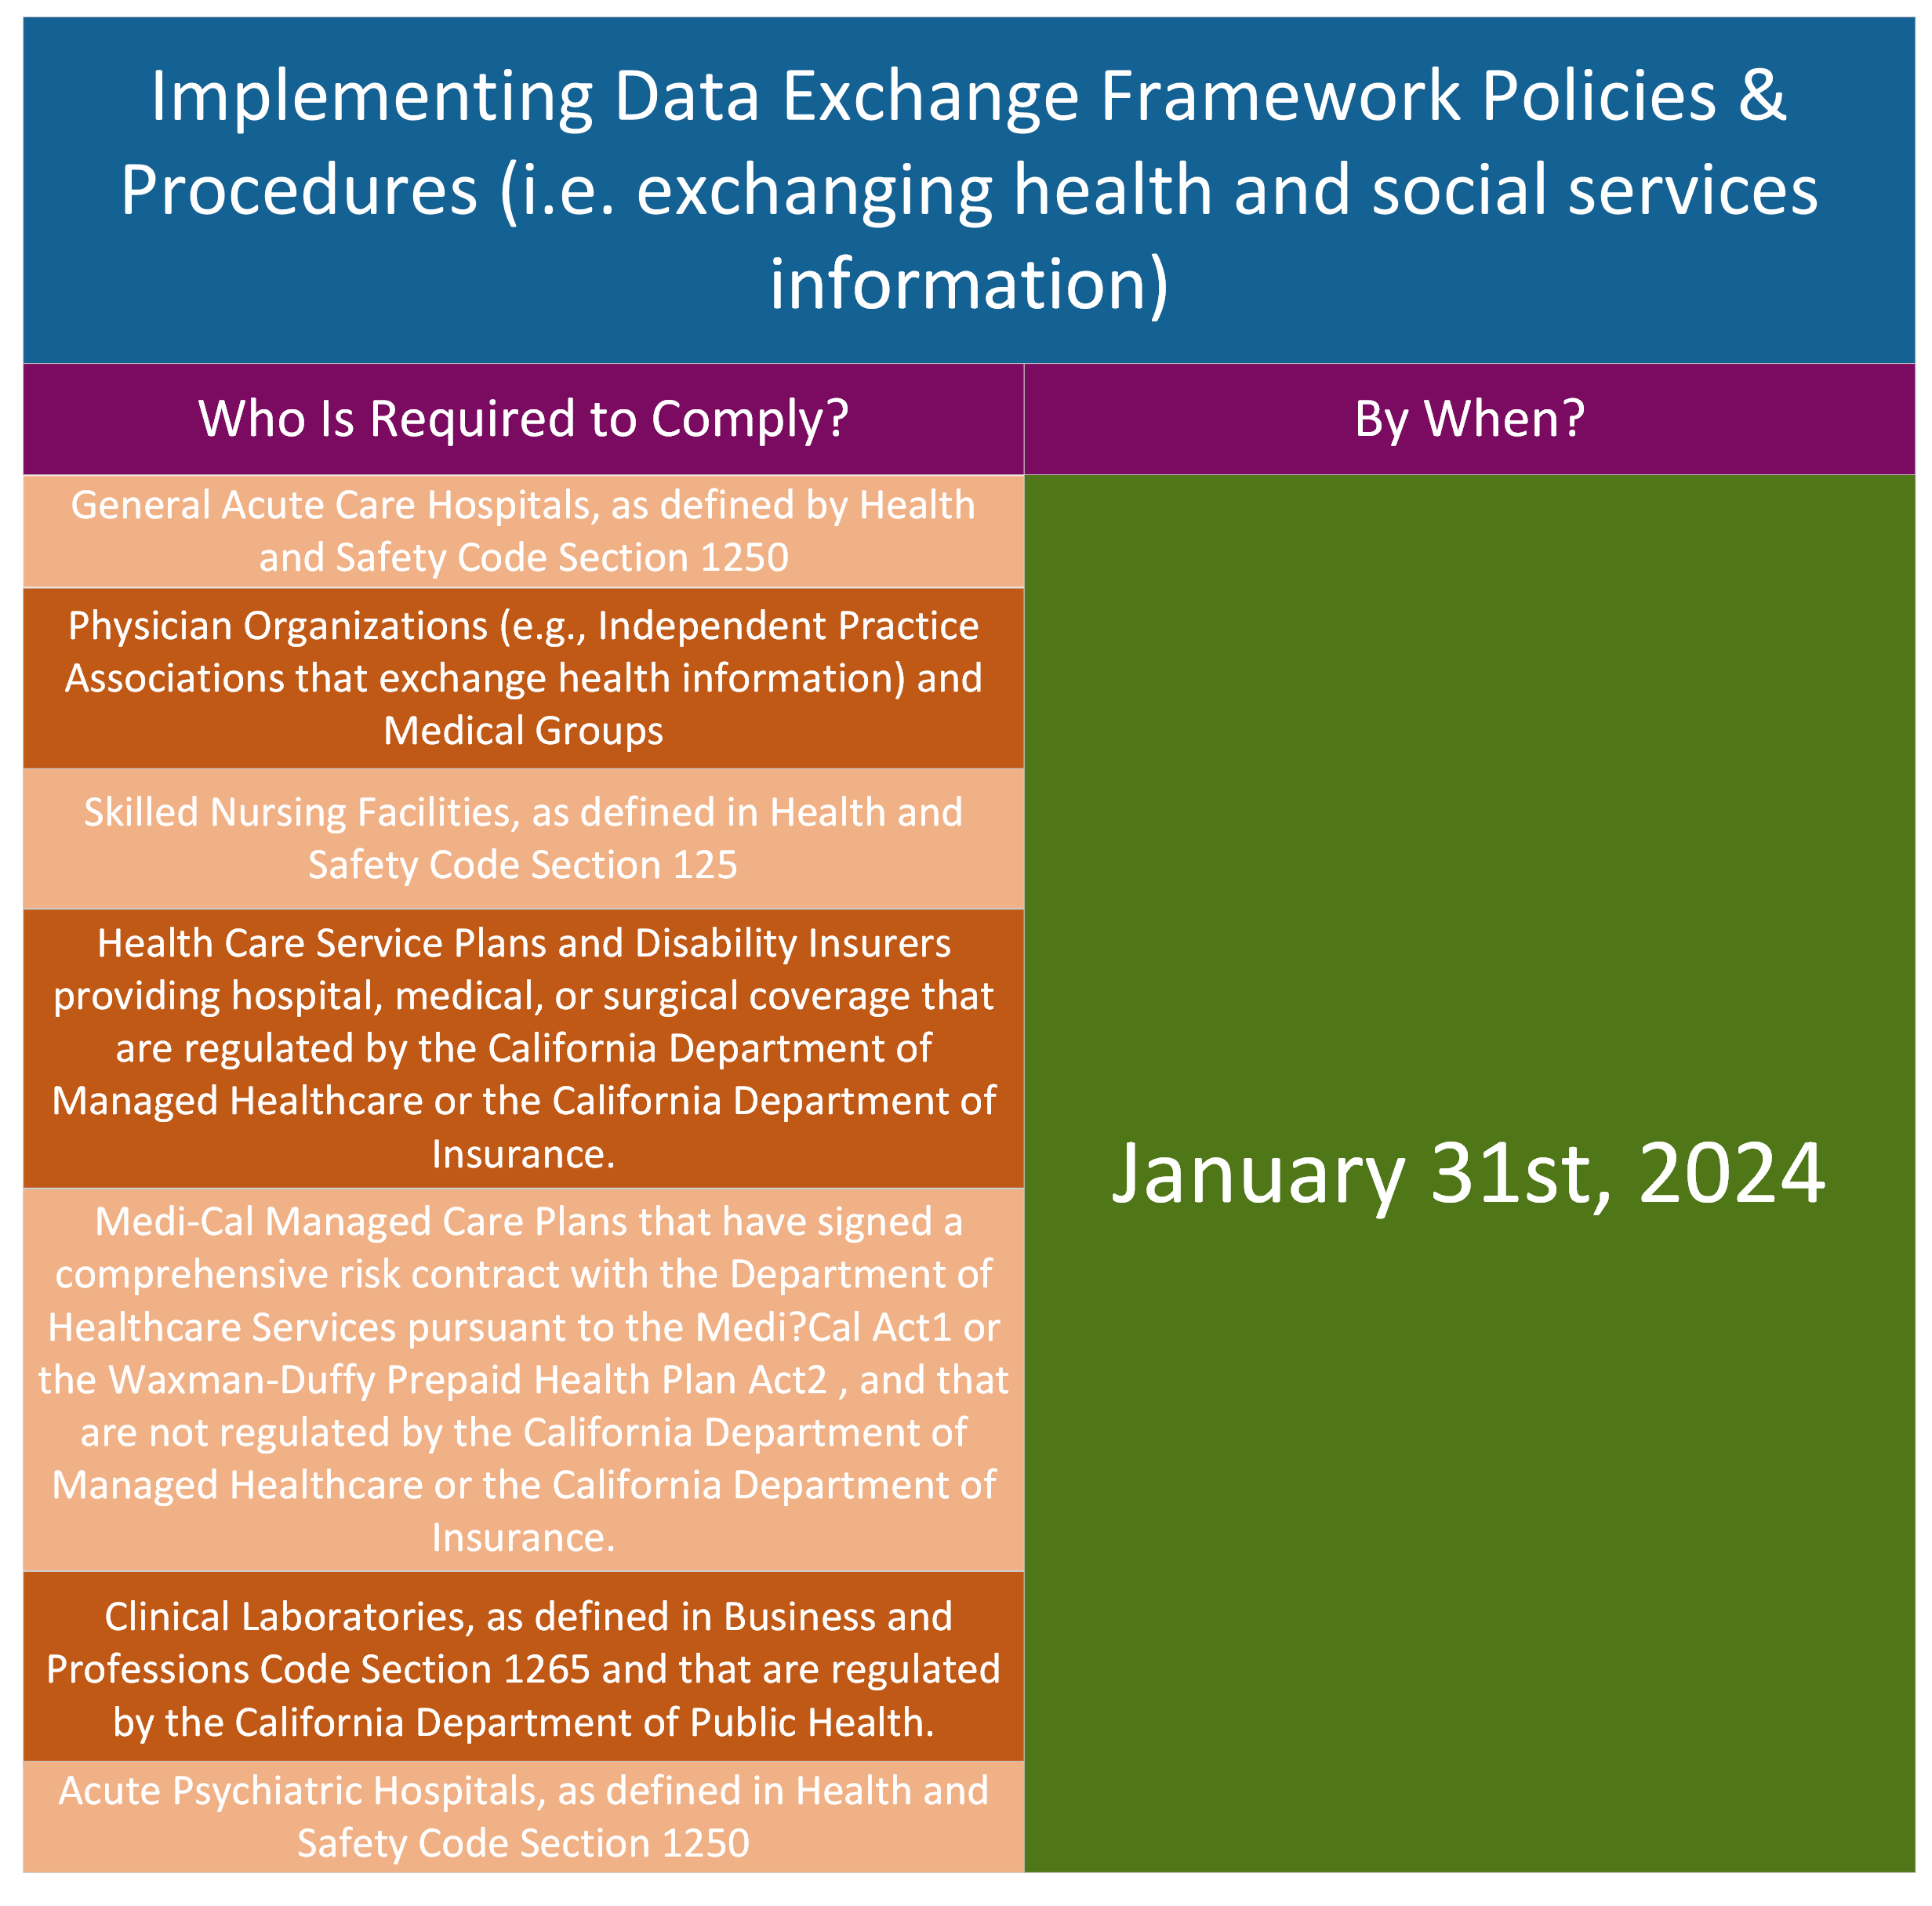 Implementing Data Exchange Framework Policies &
Procedures (i.e. exchanging health and social services
information)
Who Is Required to Comply?
By When?
General Acute Care Hospitals, as defined by Health
and Safety Code Section 1250
Physician Organizations (e.g., Independent Practice
Associations that exchange health information) and
Medical Groups
Skilled Nursing Facilities, as defined in Health and
Safety Code Section 125
Health Care Service Plans and Disability Insurers
providing hospital, medical, or surgical coverage that
are regulated by the California Department of
Managed Healthcare or the California Department of
Insurance.
Medi-Cal Managed Care Plans that have signed a
comprehensive risk contract with the Department of
Healthcare Services pursuant to the Medi?Cal Act1 or
the Waxman-Duffy Prepaid Health Plan Act2 , and that
are not regulated by the California Department of
Managed Healthcare or the California Department of
Insurance.
Clinical Laboratories, as defined in Business and
Professions Code Section 1265 and that are regulated
by the California Department of Public Health.
Acute Psychiatric Hospitals, as defined in Health and
Safety Code Section 1250
January 31st, 2024